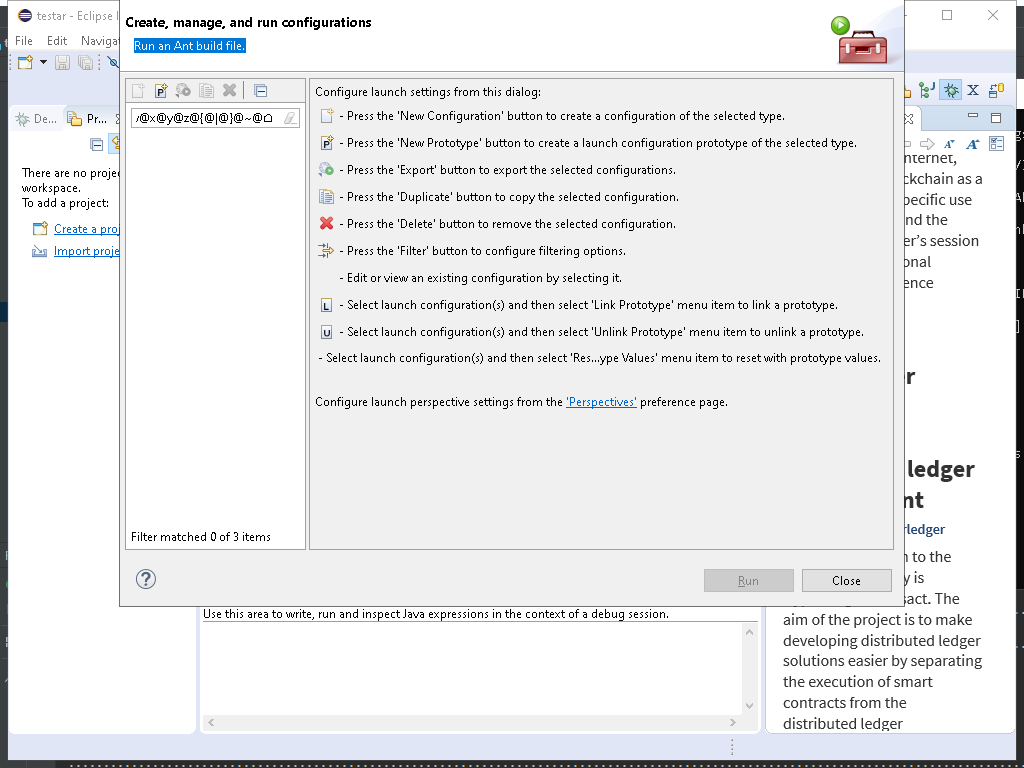 testar - Eclipse I
Create, manage, and run configurations
Run an Ant build file.
File Edit Navigat
De...
Pr...
There are no proje
workspace.
To add a project:
Create a proj
Import proje
Filter matched 0 of 3 items
Configure launch settings from this dialog:
- Press the 'New Configuration' button to create a configuration of the selected type.
- Press the 'New Prototype' button to create a launch configuration prototype of the selected type.
- Press the 'Export' button to export the selected configurations.
- Press the 'Duplicate' button to copy the selected configuration.
- Press the 'Delete' button to remove the selected configuration.
- Press the 'Filter' button to configure filtering options.
- Edit or view an existing configuration by selecting it.
L - Select launch configuration(s) and then select 'Link Prototype' menu item to link a prototype.
U - Select launch configuration(s) and then select 'Unlink Prototype' menu item to unlink a prototype.
- Select launch configuration(s) and then select 'Res...ype Values' menu item to reset with prototype values.
Configure launch perspective settings from the 'Perspectives' preference page.
Run
Close
Use this area to write, run and inspect Java expressions in the context of a debug session.
nternet,
ckchain as a
pecific use
nd the
er's session
onal
ence
r
ledger
nt
rledger
n to the
y is
sact. The
aim of the project is to make
developing distributed ledger
solutions easier by separating
the execution of smart
contracts from the
distributed ledger